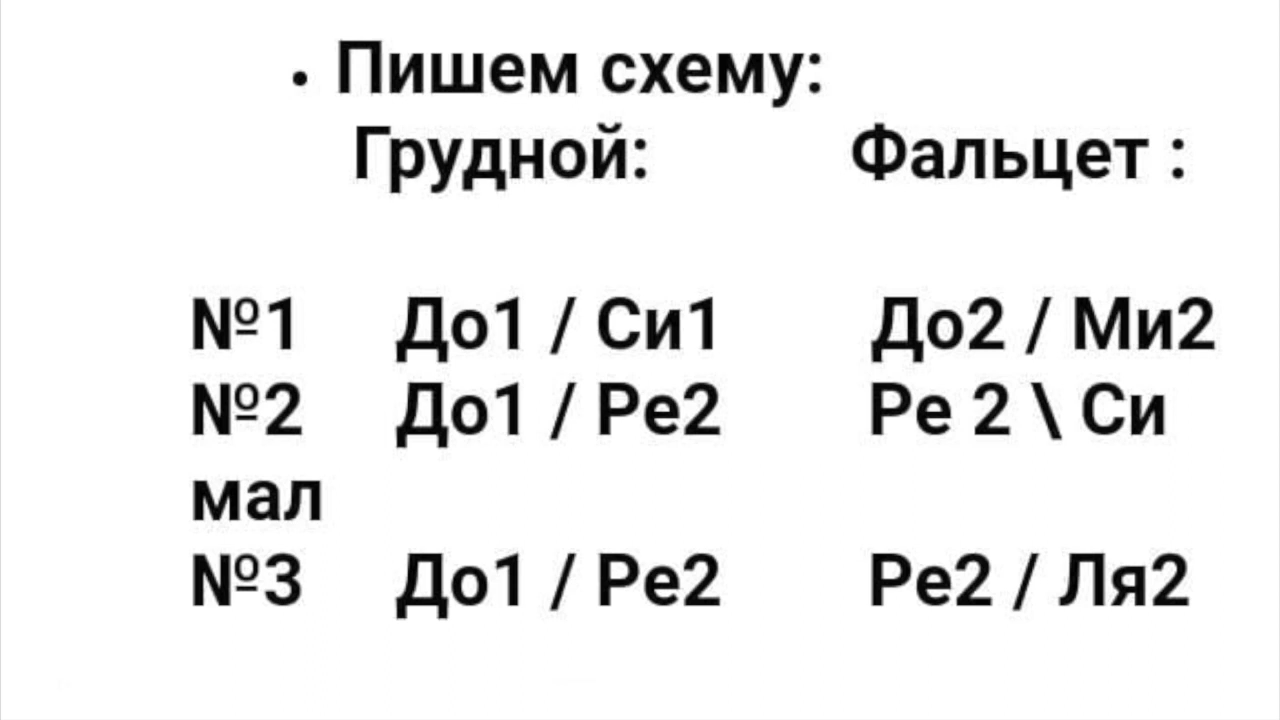 • Пишем схему:
Грудной: Фальцет :
№1 До1 / Си1 До2 / Ми2
№2 До1 / Ре2 Ре 2 \ Си
мал
№3 До1 / Ре2 Ре2 / Ля2